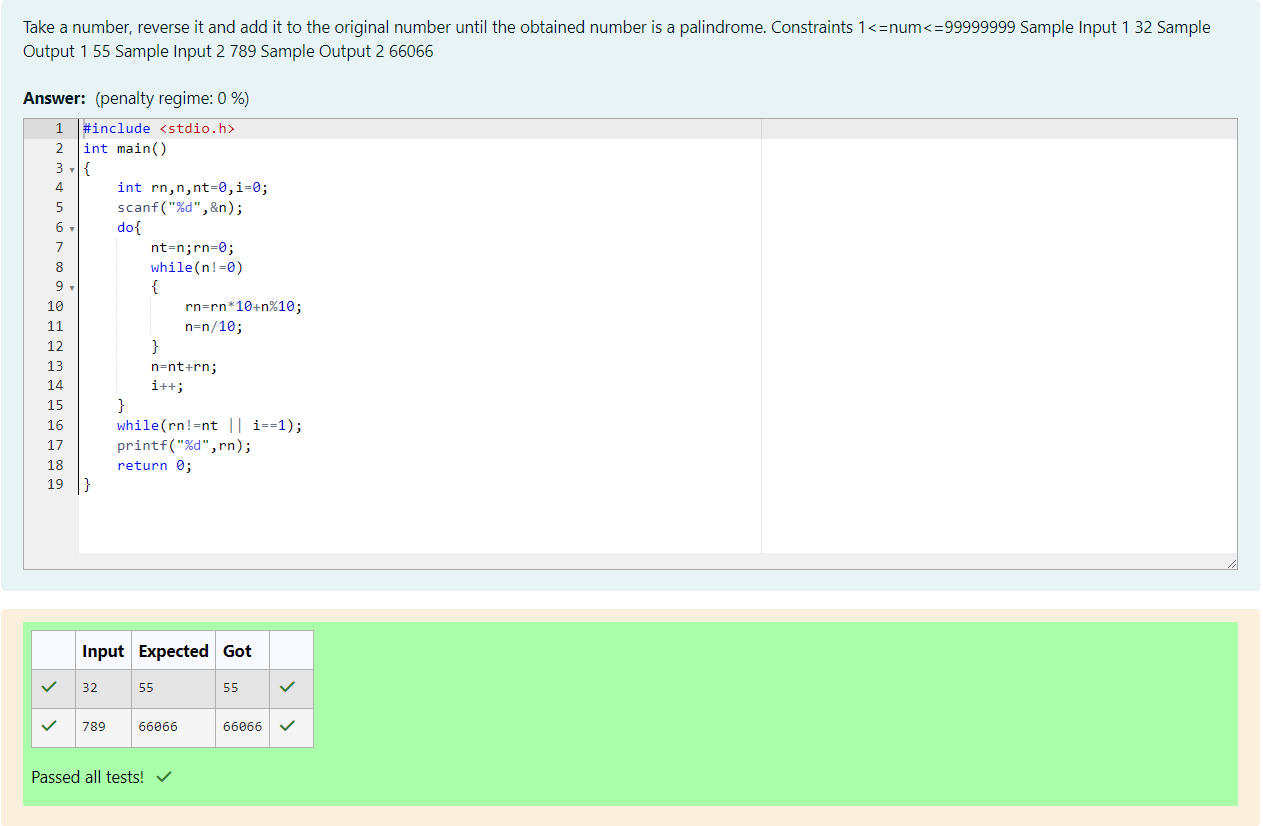 Take a number, reverse it and add it to the original number until the obtained number is a palindrome. Constraints 1<=num<=99999999 Sample Input 1 32 Sample
Output 1 55 Sample Input 2 789 Sample Output 2 66066
Answer: (penalty regime: 0 %)
1 #include <stdio.h>
2 int main()
3 {
4 int rn,n,nt=0,i=0;
5 scanf("%d",&n);
6 do{
7 nt=n;rn=0;
8 while(n!=0)
9 {
10 rn=rn*10+n%10;
11 n=n/10;
12 }
13 n=nt+rn;
14 i++;
15 }
16 while(rn!=nt || i==1);
17 printf("%d",rn);
18 return 0;
19 }
Input Expected Got
32 55 55
789 66066 66066
Passed all tests!